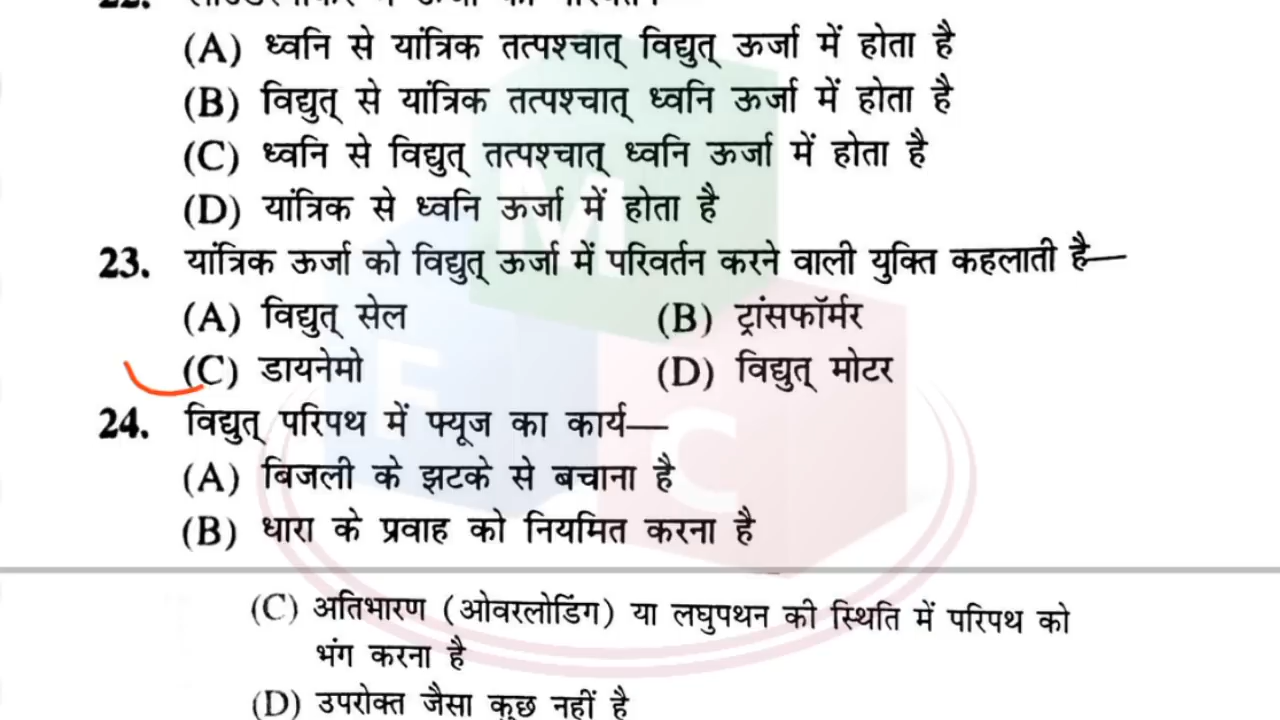 22.
(A) ध्वनि से यांत्रिक तत्पश्चात् विद्युत् ऊर्जा में होता है
(B) विद्युत् से यांत्रिक तत्पश्चात् ध्वनि ऊर्जा में होता है
(C) ध्वनि से विद्युत् तत्पश्चात् ध्वनि ऊर्जा में होता है
(D) यांत्रिक से ध्वनि ऊर्जा में होता है
23. यांत्रिक ऊर्जा को विद्युत् ऊर्जा में परिवर्तन करने वाली युक्ति कहलाती है—
(A) विद्युत् सेल (B) ट्रांसफॉर्मर
(C) डायनेमो (D) विद्युत् मोटर
24. विद्युत् परिपथ में फ्यूज का कार्य—
(A) बिजली के झटके से बचाना है
(B) धारा के प्रवाह को नियमित करना है
(C) अतिभारण (ओवरलोडिंग) या लघुपथन की स्थिति में परिपथ को
भंग करना है
(D) उपरोक्त जैसा कुछ नहीं है
M
E
C